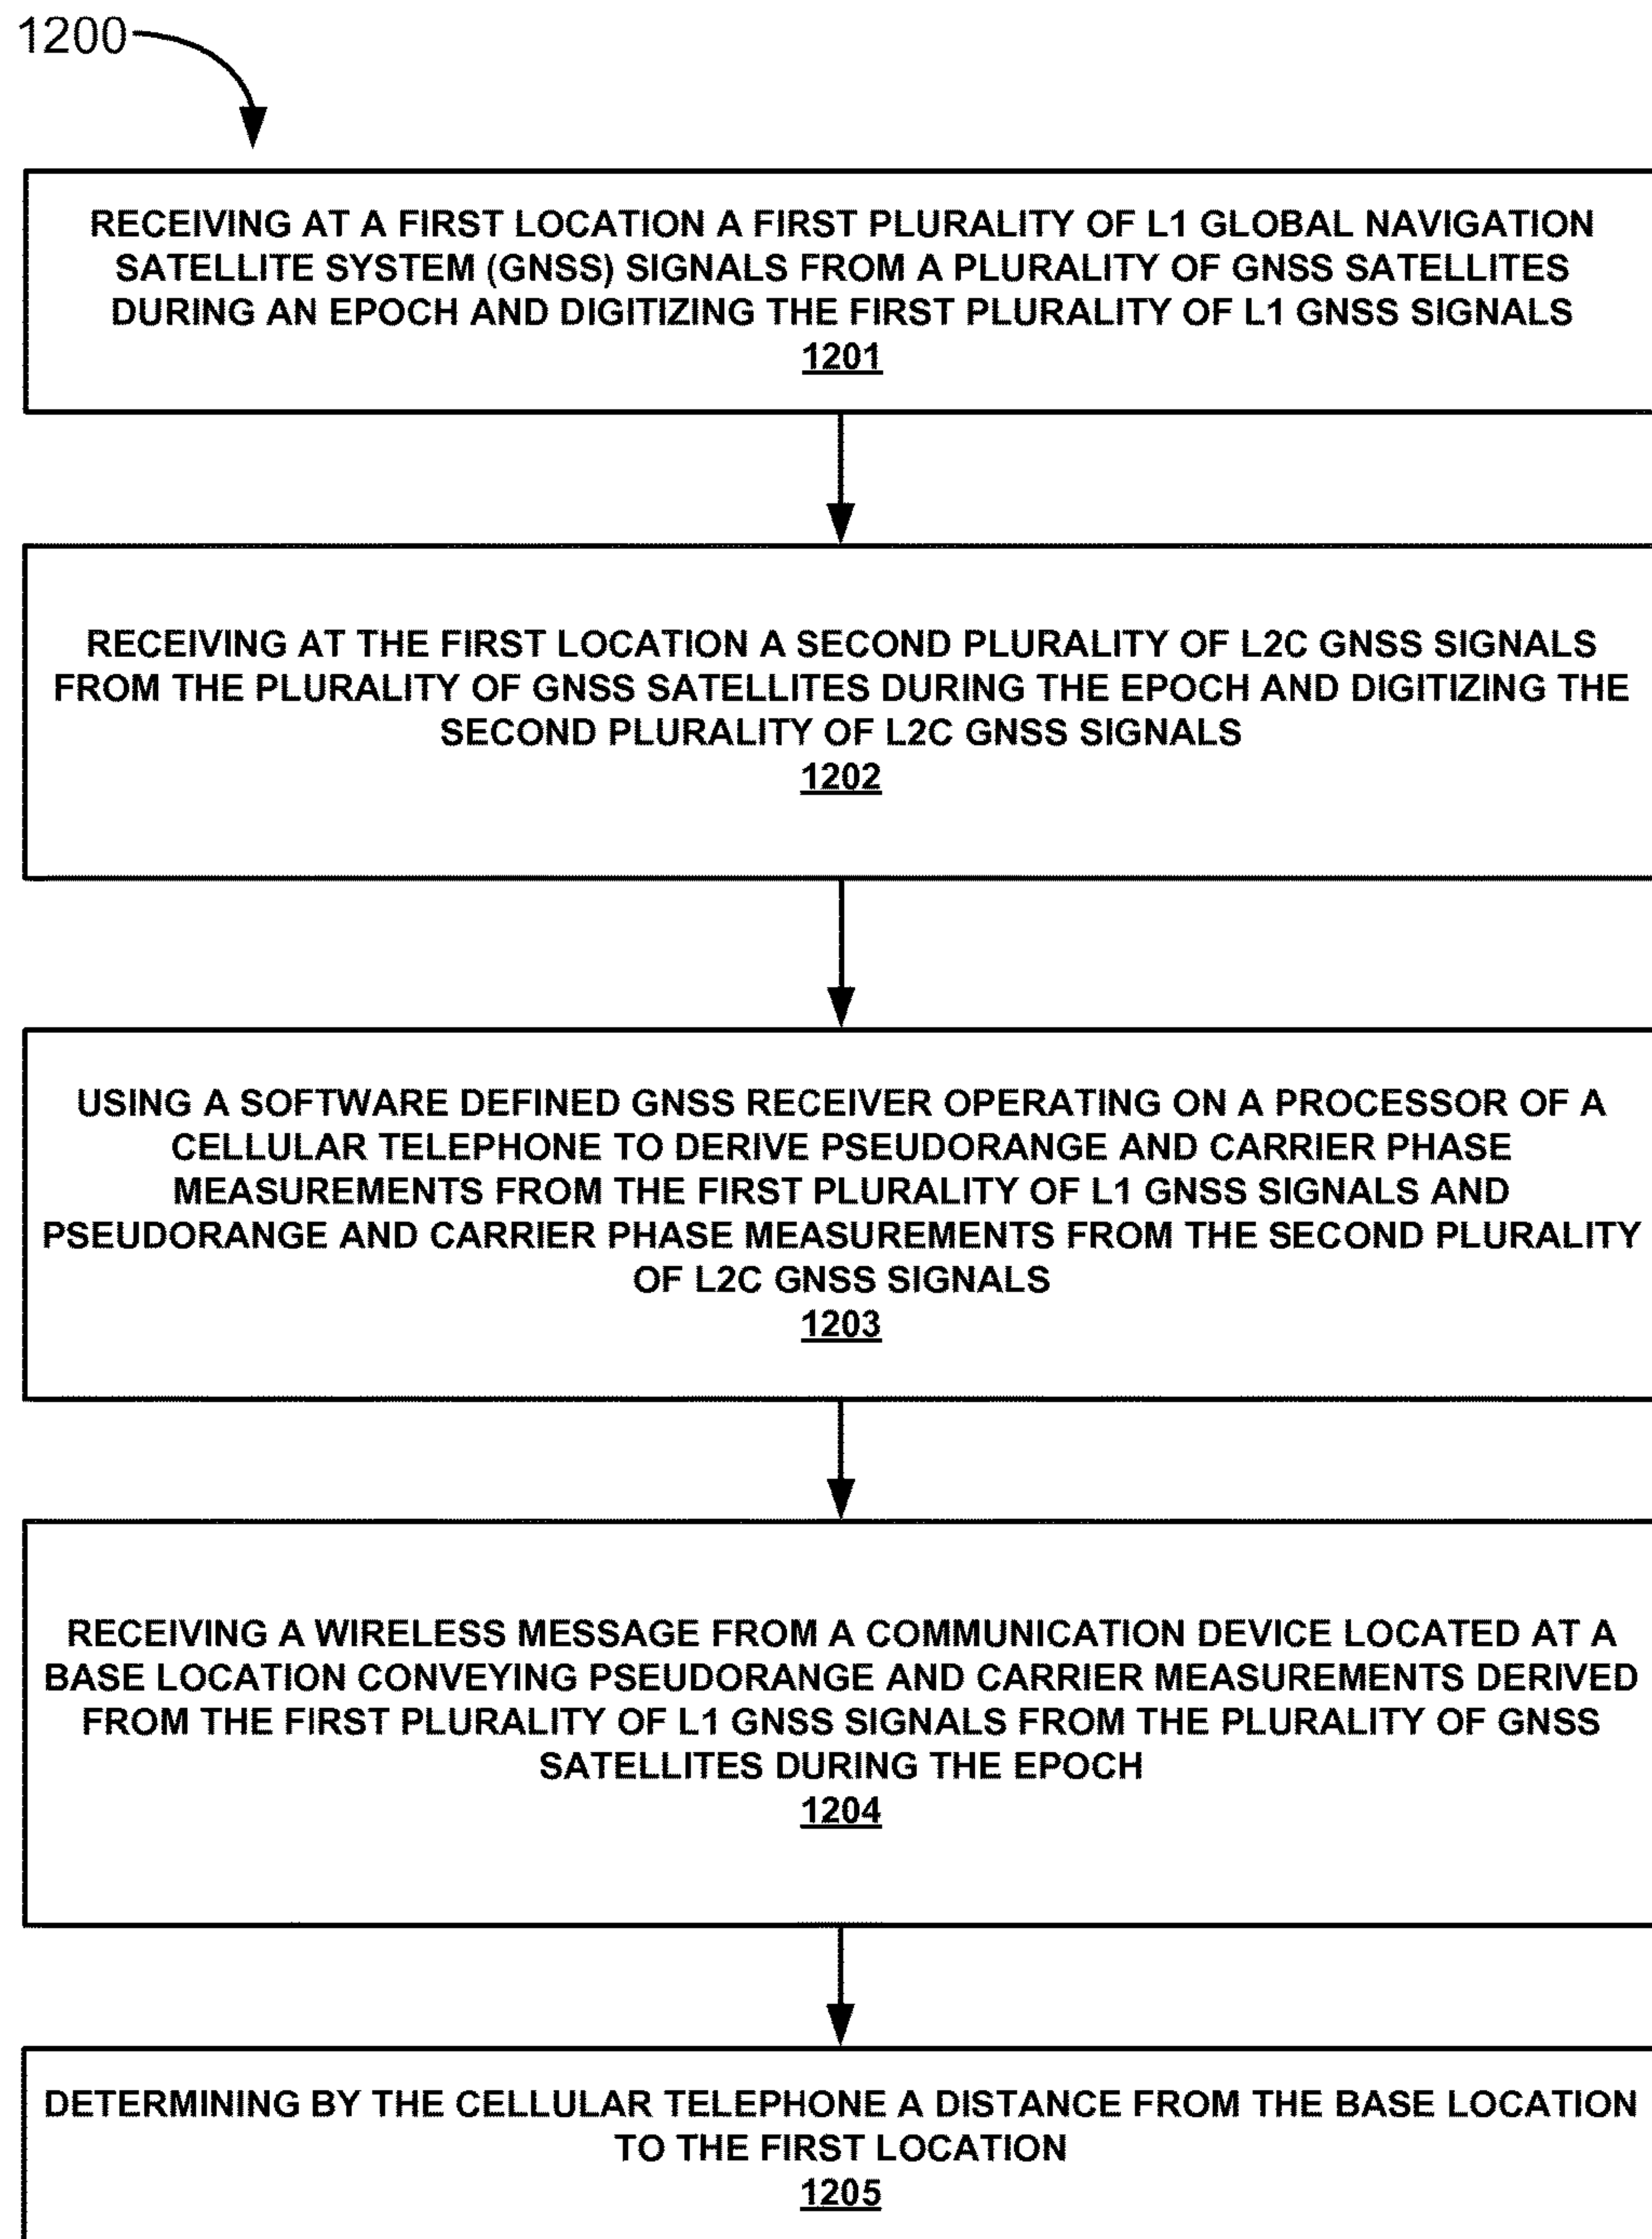 1200
RECEIVING AT A FIRST LOCATION A FIRST PLURALITY OF L1 GLOBAL NAVIGATION
SATELLITE SYSTEM (GNSS) SIGNALS FROM A PLURALITY OF GNSS SATELLITES
DURING AN EPOCH AND DIGITIZING THE FIRST PLURALITY OF L1 GNSS SIGNALS
1201
RECEIVING AT THE FIRST LOCATION A SECOND PLURALITY OF L2C GNSS SIGNALS
FROM THE PLURALITY OF GNSS SATELLITES DURING THE EPOCH AND DIGITIZING THE
SECOND PLURALITY OF L2C GNSS SIGNALS
1202
USING A SOFTWARE DEFINED GNSS RECEIVER OPERATING ON A PROCESSOR OF A
CELLULAR TELEPHONE TO DERIVE PSEUDORANGE AND CARRIER PHASE
MEASUREMENTS FROM THE FIRST PLURALITY OF L1 GNSS SIGNALS AND
PSEUDORANGE AND CARRIER PHASE MEASUREMENTS FROM THE SECOND PLURALITY
OF L2C GNSS SIGNALS
1203
RECEIVING A WIRELESS MESSAGE FROM A COMMUNICATION DEVICE LOCATED AT A
BASE LOCATION CONVEYING PSEUDORANGE AND CARRIER MEASUREMENTS DERIVED
FROM THE FIRST PLURALITY OF L1 GNSS SIGNALS FROM THE PLURALITY OF GNSS
SATELLITES DURING THE EPOCH
1204
DETERMINING BY THE CELLULAR TELEPHONE A DISTANCE FROM THE BASE LOCATION
TO THE FIRST LOCATION
1205